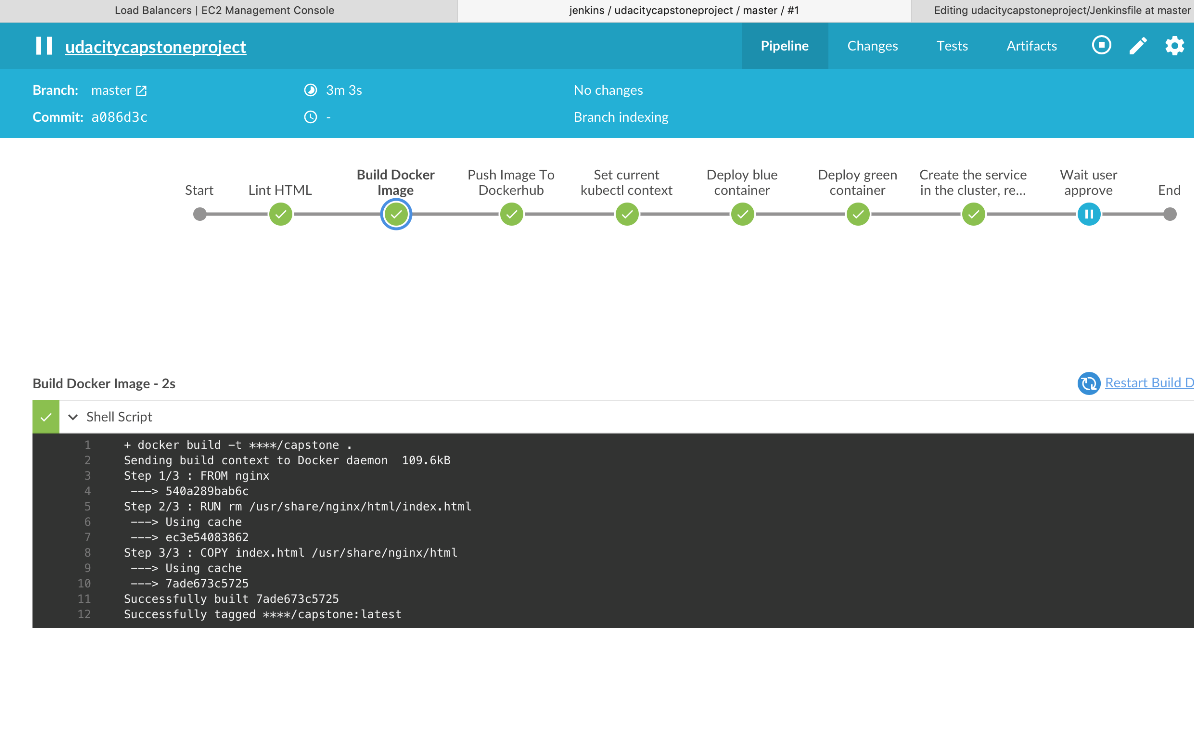 Load Balancers | EC2 Management Console
jenkins / udacitycapstoneproject / master / #1
Editing udacitycapstoneproject/Jenkinsfile at master
udacitycapstoneproject
Pipeline
Changes
Tests
Artifacts
Branch: master
3m 3s
No changes
Commit: a086d3c
-
Branch indexing
Start
Lint HTML
Build Docker
Image
Push Image To
Dockerhub
Set current
kubectl context
Deploy blue
container
Deploy green
container
Create the service
in the cluster, re...
Wait user
approve
End
Build Docker Image - 2s
Restart Build D
Shell Script
1 + docker build -t ****/capstone .
2 Sending build context to Docker daemon  109.6kB
3 Step 1/3 : FROM nginx
4 ---> 540a289bab6c
5 Step 2/3 : RUN rm /usr/share/nginx/html/index.html
6 ---> Using cache
7 ---> ec3e54083862
8 Step 3/3 : COPY index.html /usr/share/nginx/html
9 ---> Using cache
10 ---> 7ade673c5725
11 Successfully built 7ade673c5725
12 Successfully tagged ****/capstone:latest